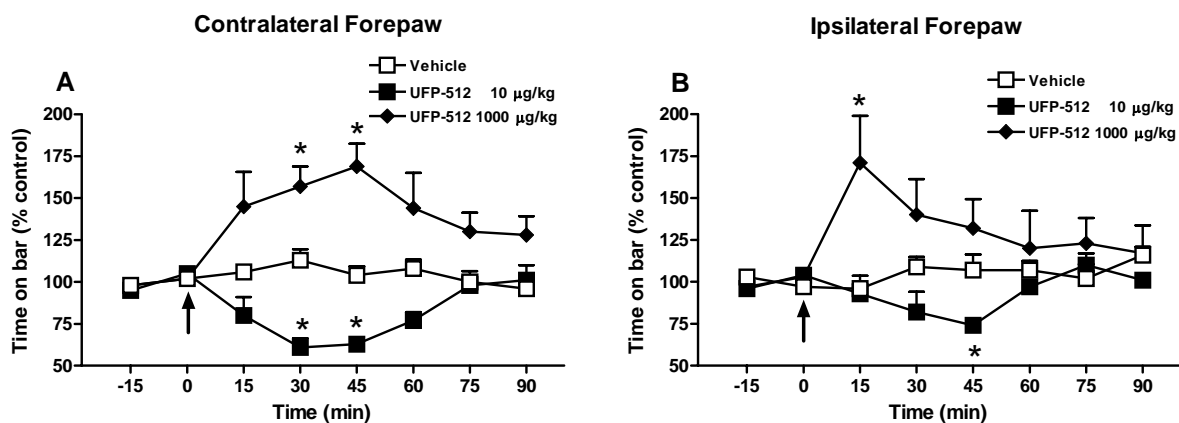 Contralateral Forepaw
A
Vehicle
UFP-512 10 μg/kg
UFP-512 1000 μg/kg
Time on bar (% control)
200
175
150
125
100
75
50
* *
* *
-15 0 15 30 45 60 75 90
Time (min)
Ipsilateral Forepaw
B
Vehicle
UFP-512 10 μg/kg
UFP-512 1000 μg/kg
Time on bar (% control)
200
175
150
125
100
75
50
*
*
-15 0 15 30 45 60 75 90
Time (min)